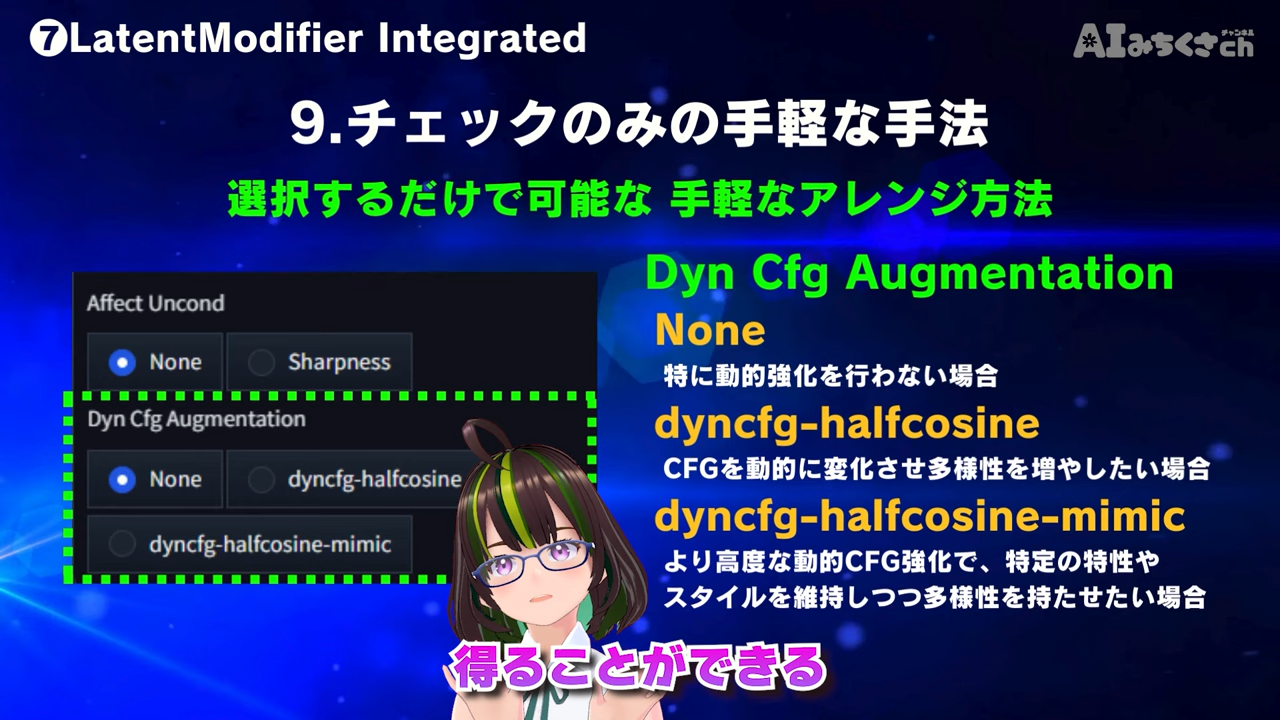 ❼LatentModifier Integrated
AIみちくさch
チャンネル
9.チェックのみの手軽な手法
選択するだけで可能な 手軽なアレンジ方法
Affect Uncond
None
Sharpness
Dyn Cfg Augmentation
None
dyncfg-halfcosine
dyncfg-halfcosine-mimic
Dyn Cfg Augmentation
None
特に動的強化を行わない場合
dyncfg-halfcosine
CFGを動的に変化させ多様性を増やしたい場合
dyncfg-halfcosine-mimic
より高度な動的CFG強化で、特定の特性や
スタイルを維持しつつ多様性を持たせたい場合
得ることができる